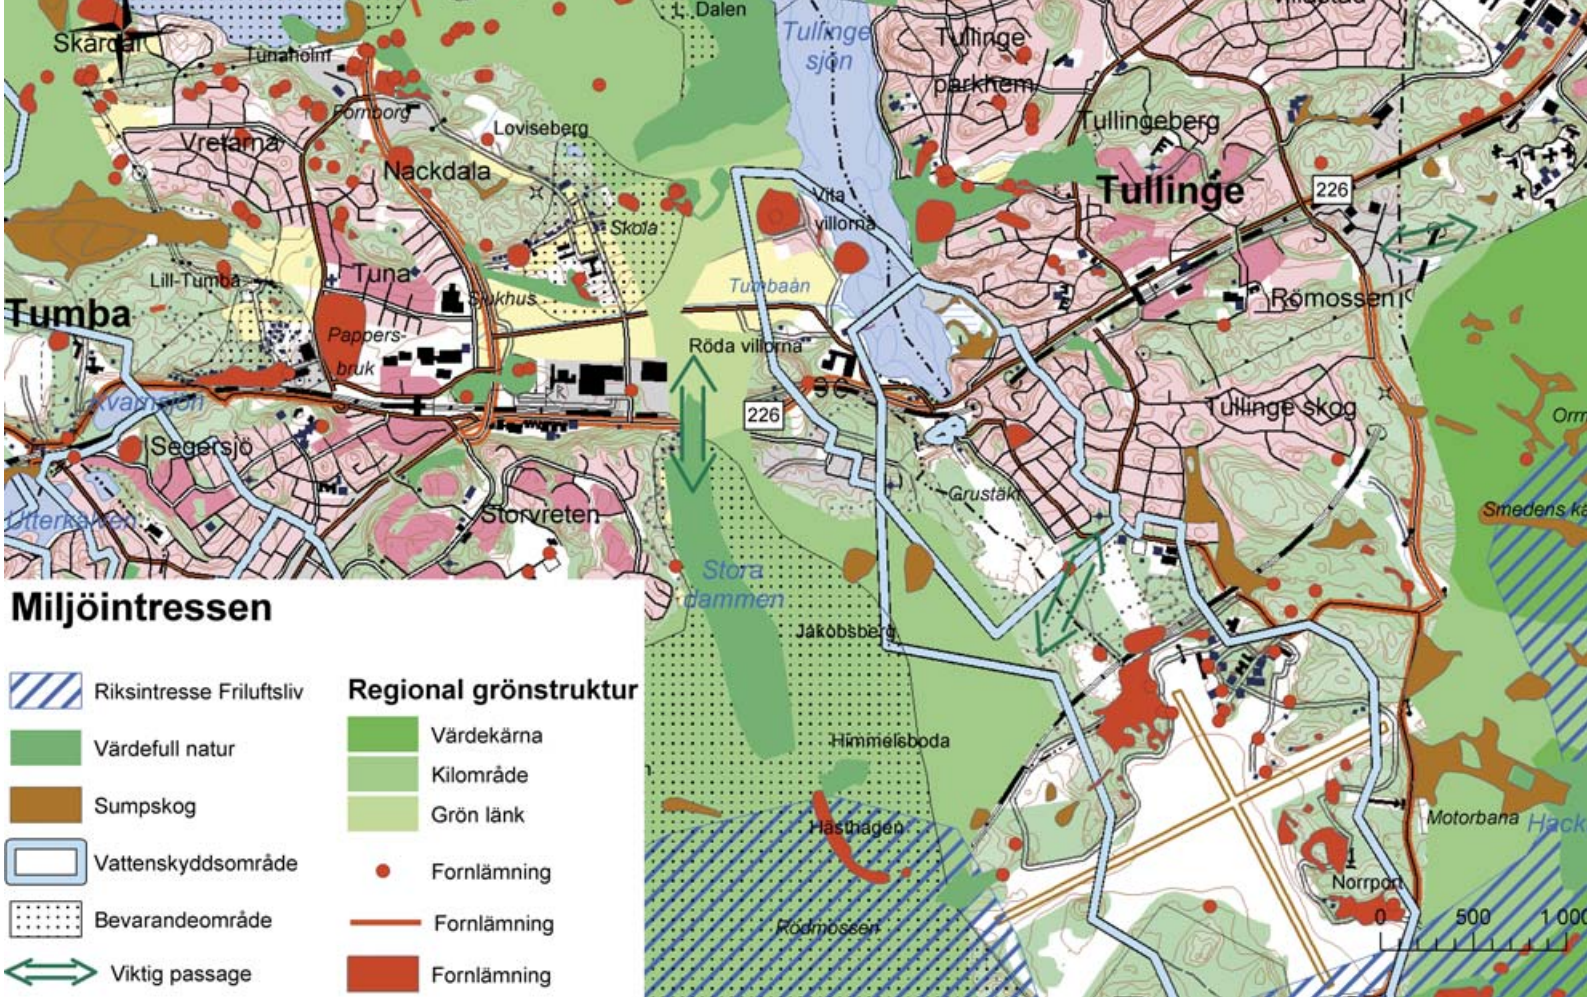 L. Dalen
Tullinge
sjön
Tullinge
parkhem
Skårdal
Tunaholm
Fornborg
Loviseberg
Tullingeberg
Vretarna
Nackdala
Tullinge
226
Vita
villorna
Skola
Lill-Tumba
Tuna
Sjukhus
Tumbaån
Römossen
Tumba
Pappers-
bruk
Röda villorna
Kvarnsjön
226
Tullinge skog
Segersjö
Grustäkt
Smedens
Utterkalven
Storvreten
Stora
dammen
Jakobsberg
Himmelsboda
Hästhagen
Motorbana
Norrport
Rödmossen
0 500 1 000
Miljöintressen
Riksintresse Friluftsliv
Värdefull natur
Sumpskog
Vattenskyddsområde
Bevarandeområde
Viktig passage
Regional grönstruktur
Värdekärna
Kilområde
Grön länk
Fornlämning
Fornlämning
Fornlämning